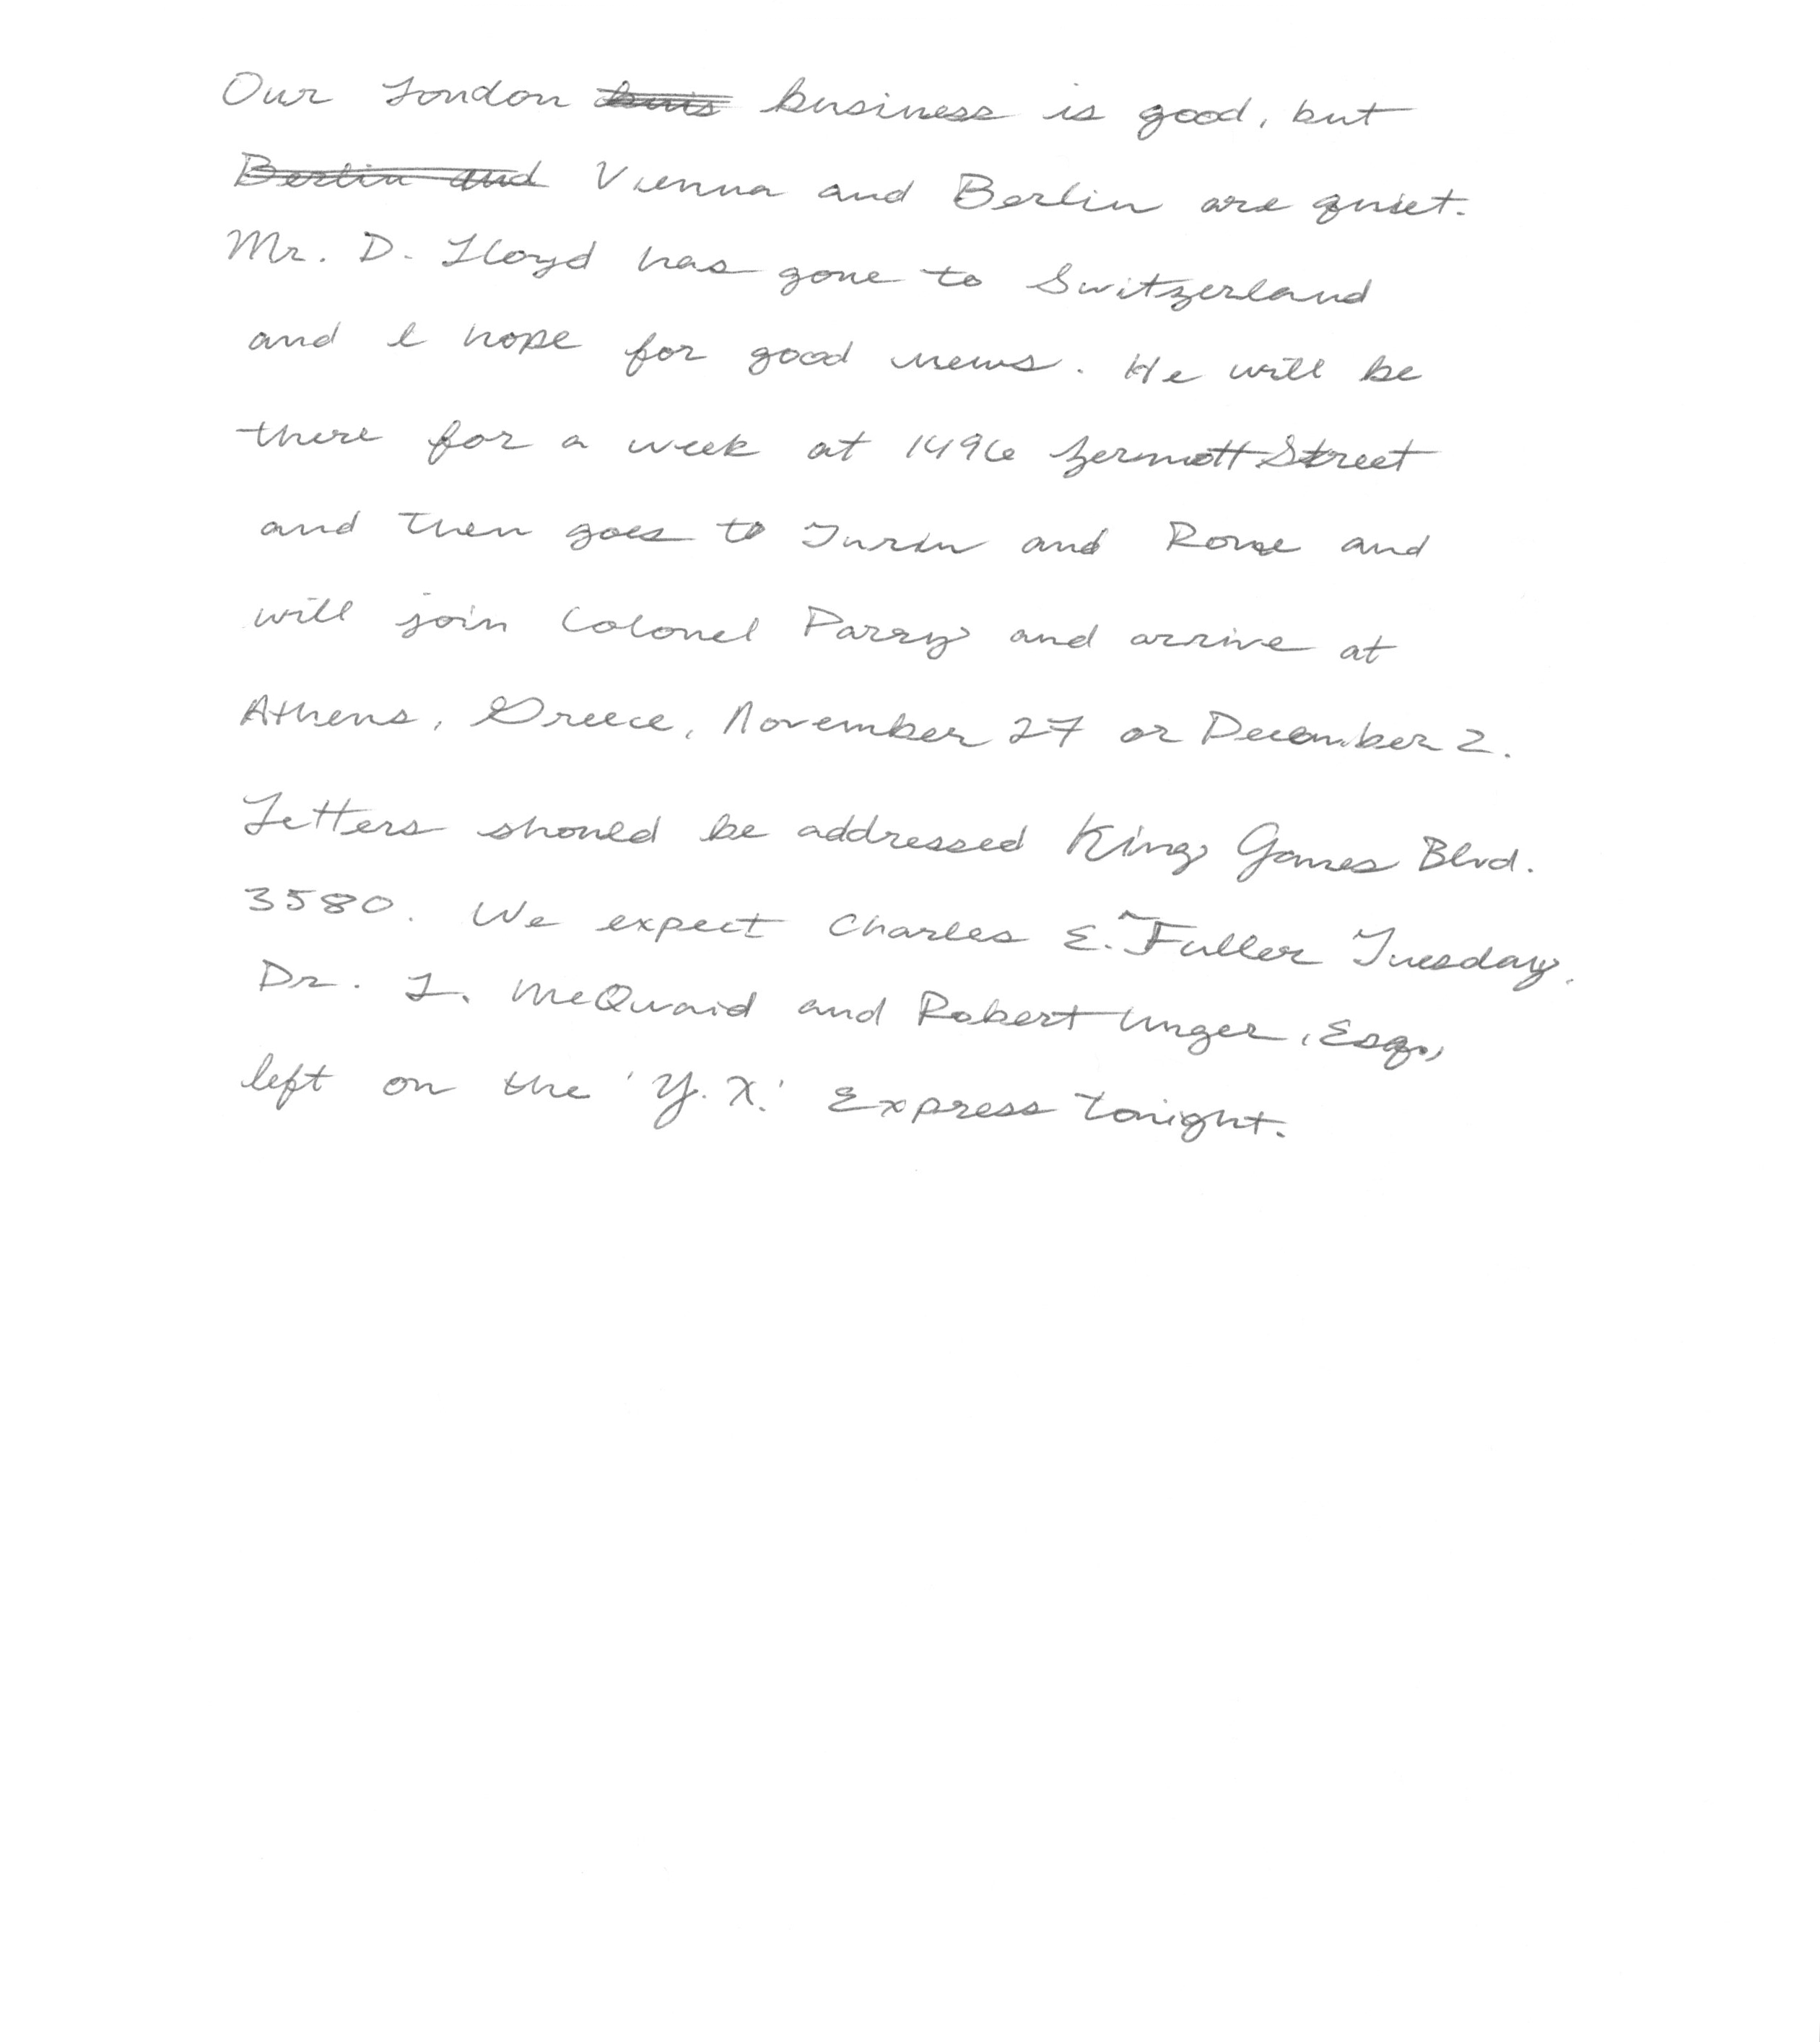 Our London buis business is good, but
Berlin and Vienna and Berlin are quiet.
Mr. D. Lloyd has gone to Switzerland
and I hope for good news. He will be
there for a week at 1496 Zermott Street
and then goes to Turin and Rome and
will join Colonel Parry and arrive at
Athens, Greece, November 27 or December 2.
Letters should be addressed King James Blvd.
3580. We expect Charles E. Fuller Tuesday.
Dr. L. McQuaid and Robert Unger, Esq.,
left on the 'Y.X.' Express tonight.